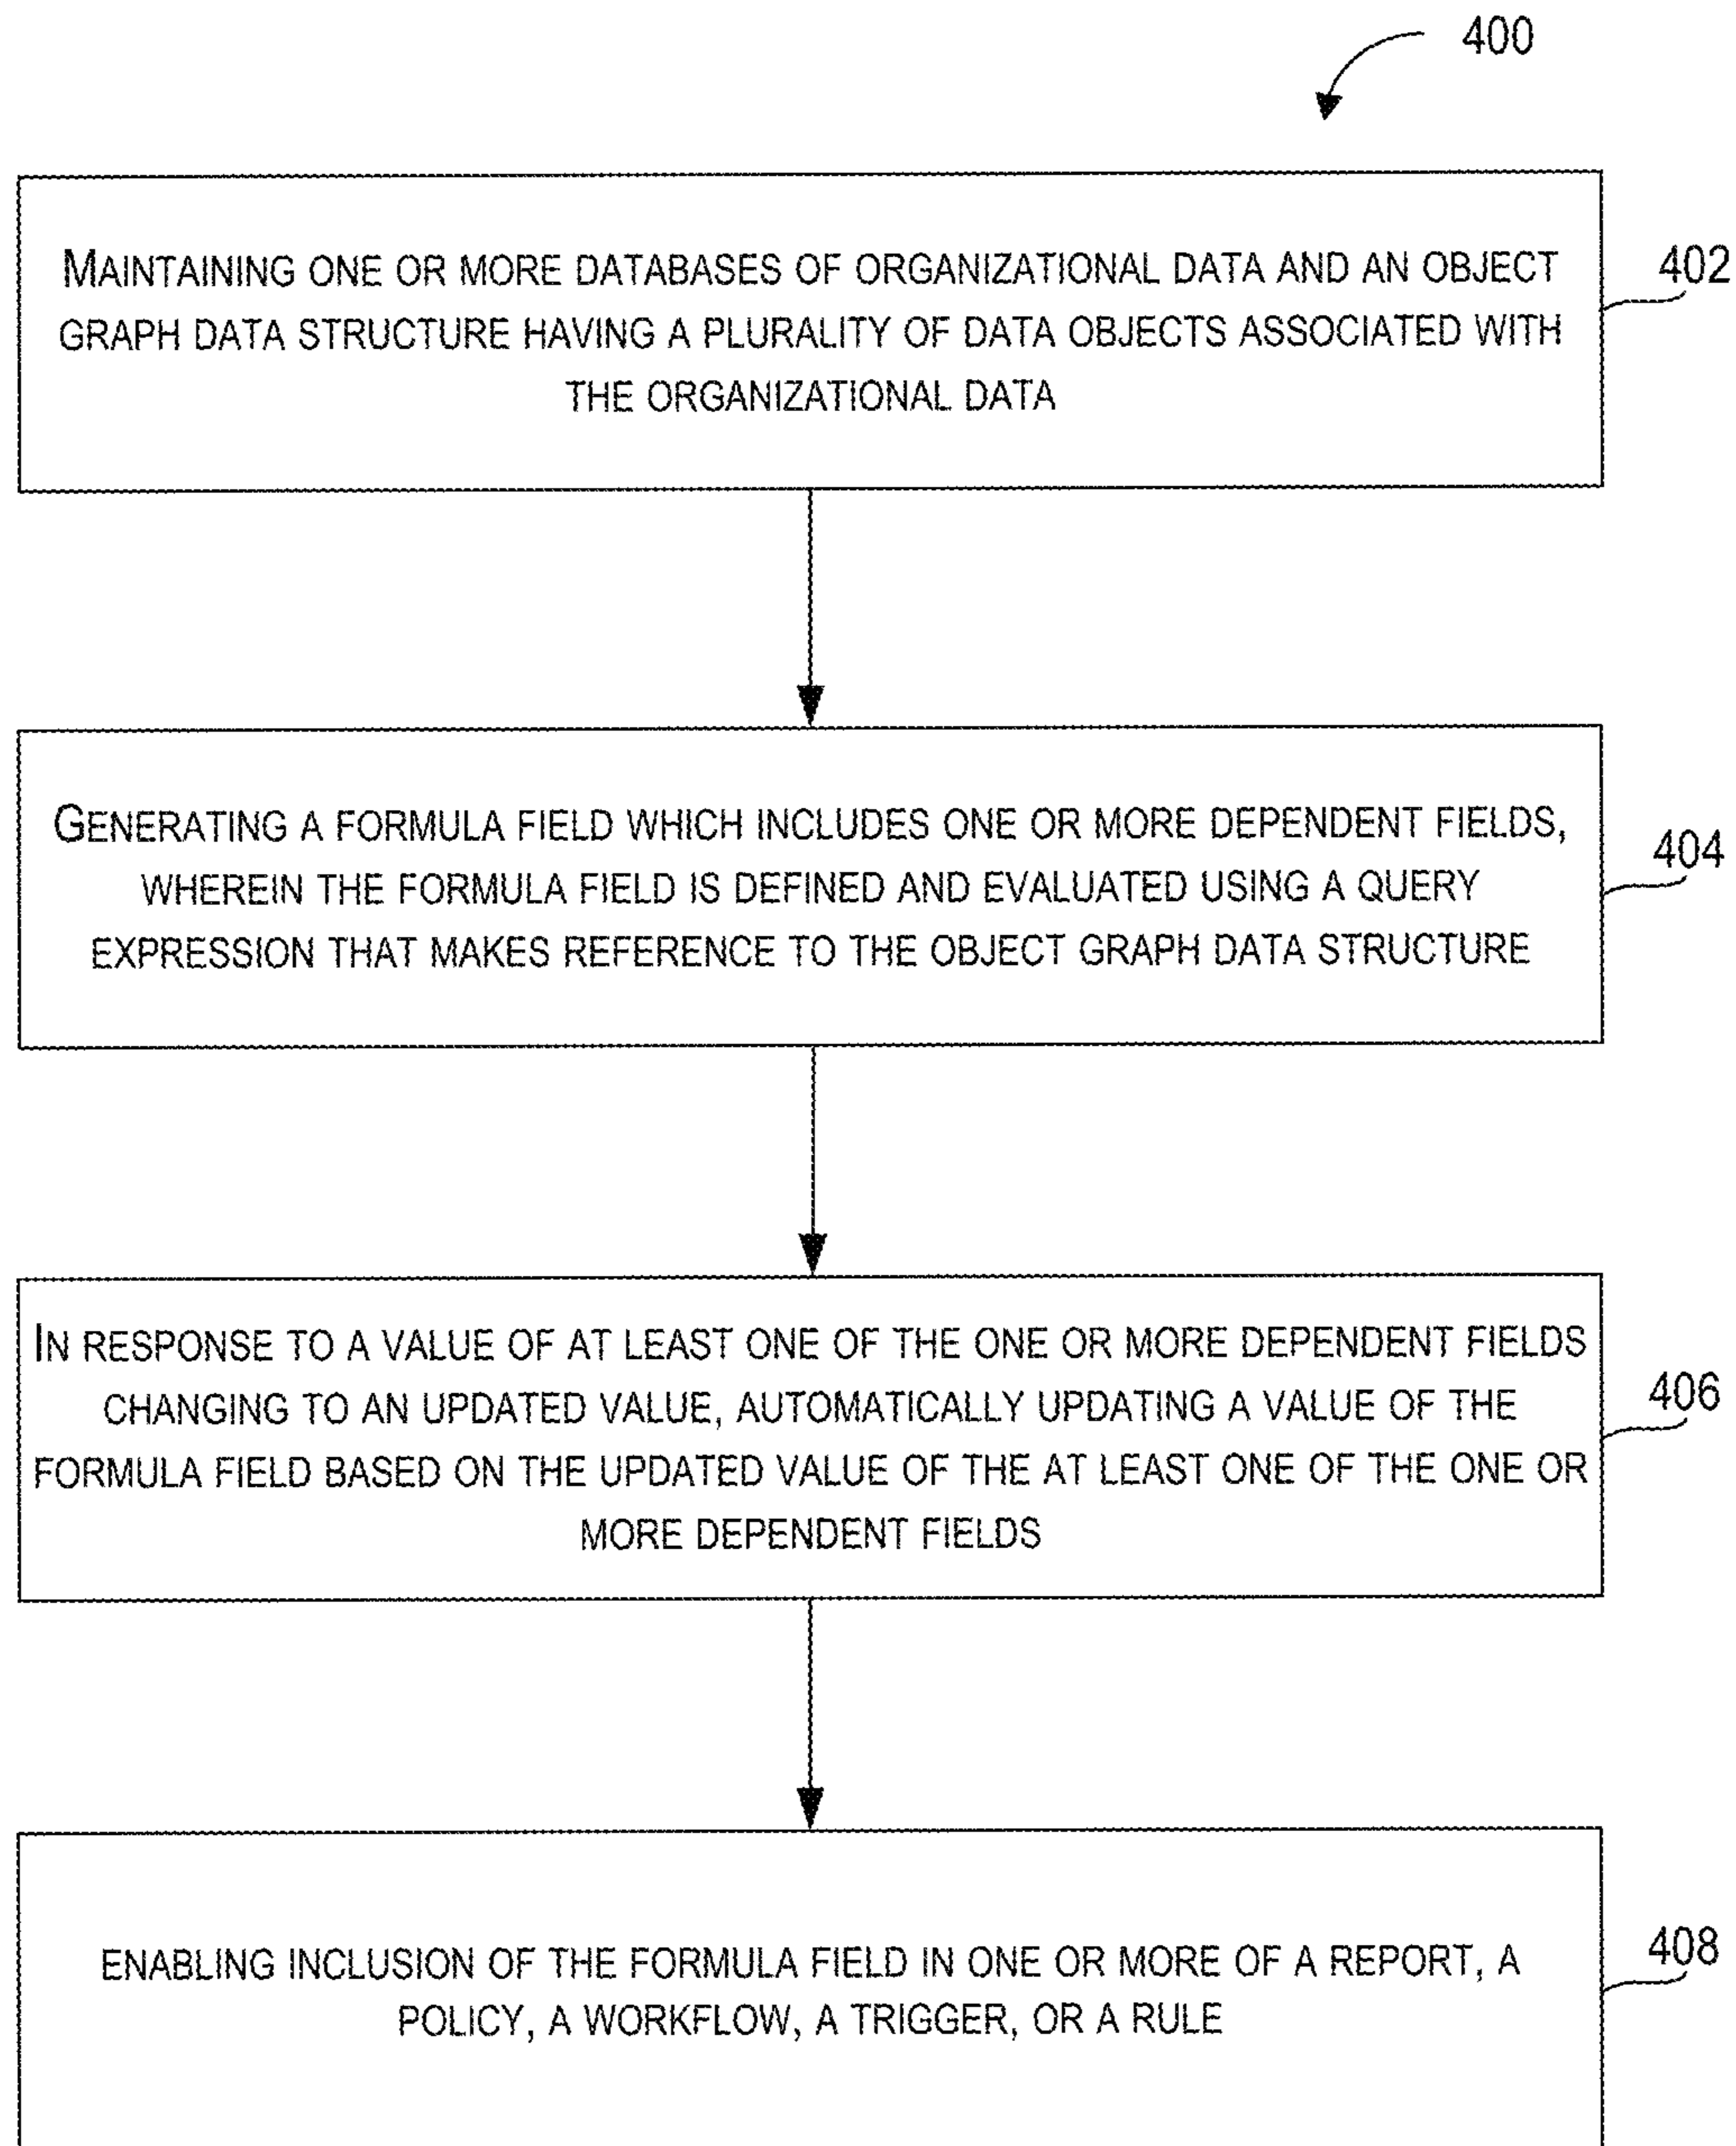 400
MAINTAINING ONE OR MORE DATABASES OF ORGANIZATIONAL DATA AND AN OBJECT
GRAPH DATA STRUCTURE HAVING A PLURALITY OF DATA OBJECTS ASSOCIATED WITH
THE ORGANIZATIONAL DATA
402
GENERATING A FORMULA FIELD WHICH INCLUDES ONE OR MORE DEPENDENT FIELDS,
WHEREIN THE FORMULA FIELD IS DEFINED AND EVALUATED USING A QUERY
EXPRESSION THAT MAKES REFERENCE TO THE OBJECT GRAPH DATA STRUCTURE
404
IN RESPONSE TO A VALUE OF AT LEAST ONE OF THE ONE OR MORE DEPENDENT FIELDS
CHANGING TO AN UPDATED VALUE, AUTOMATICALLY UPDATING A VALUE OF THE
FORMULA FIELD BASED ON THE UPDATED VALUE OF THE AT LEAST ONE OF THE ONE OR
MORE DEPENDENT FIELDS
406
ENABLING INCLUSION OF THE FORMULA FIELD IN ONE OR MORE OF A REPORT, A
POLICY, A WORKFLOW, A TRIGGER, OR A RULE
408